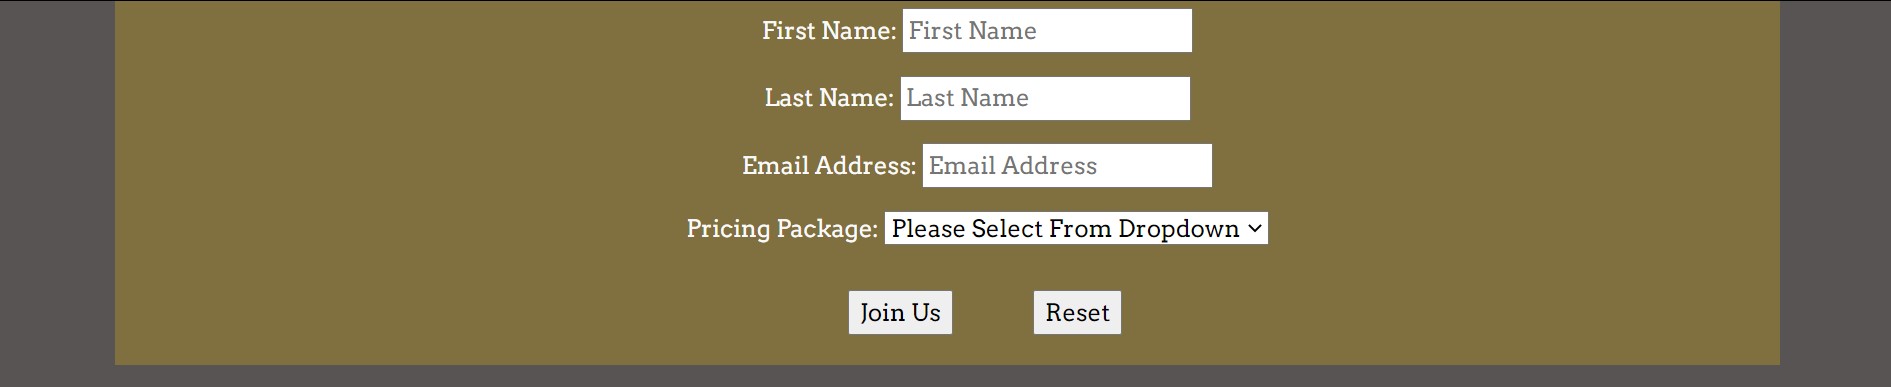 First Name: First Name
Last Name: Last Name
Email Address: Email Address
Pricing Package: Please Select From Dropdown
Join Us Reset